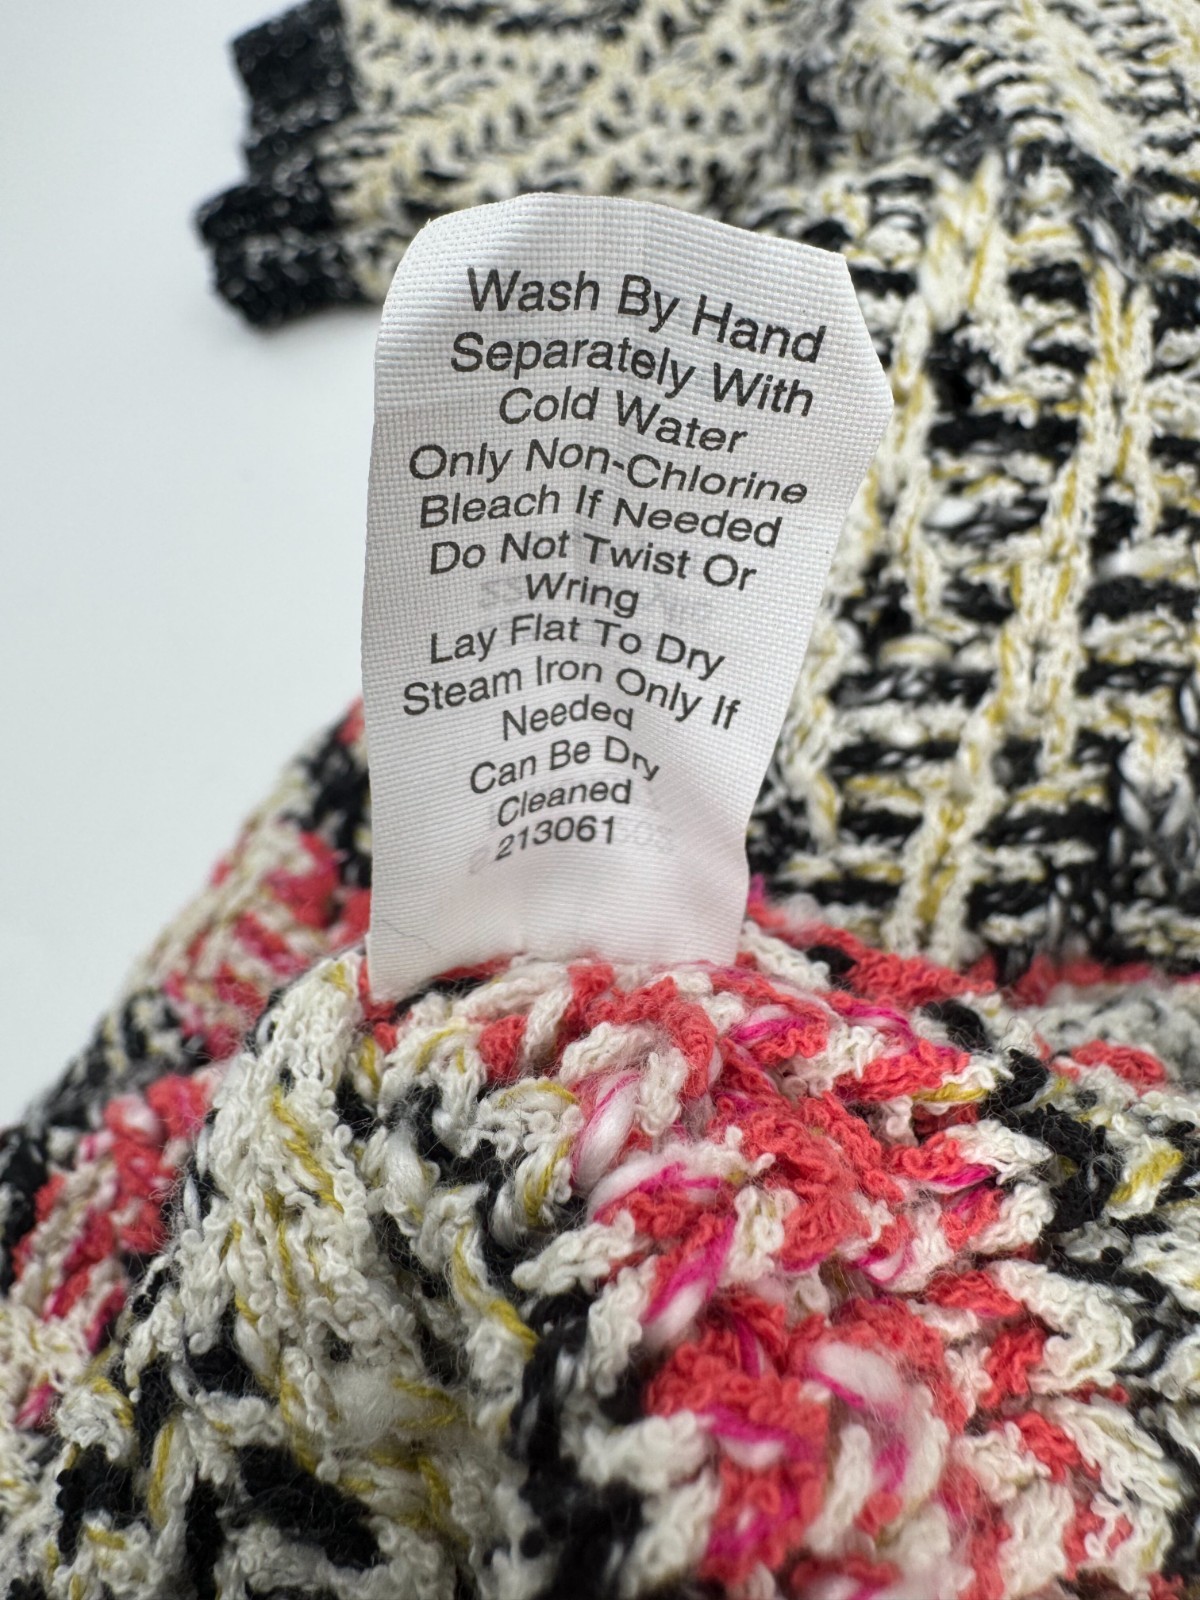 Wash By Hand
Separately With
Cold Water
Only Non-Chlorine
Bleach If Needed
Do Not Twist Or
Wring
Lay Flat To Dry
Steam Iron Only If
Needed
Can Be Dry
Cleaned
213061